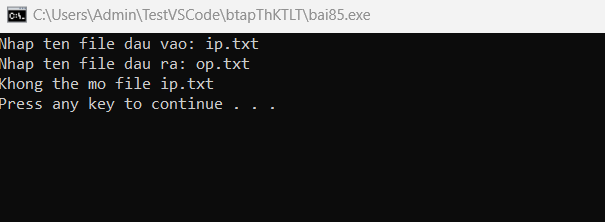 C:\Users\Admin\TestVSCode\btapThKTLT\bai85.exe
Nhap ten file dau vao: ip.txt
Nhap ten file dau ra: op.txt
Khong the mo file ip.txt
Press any key to continue . . .